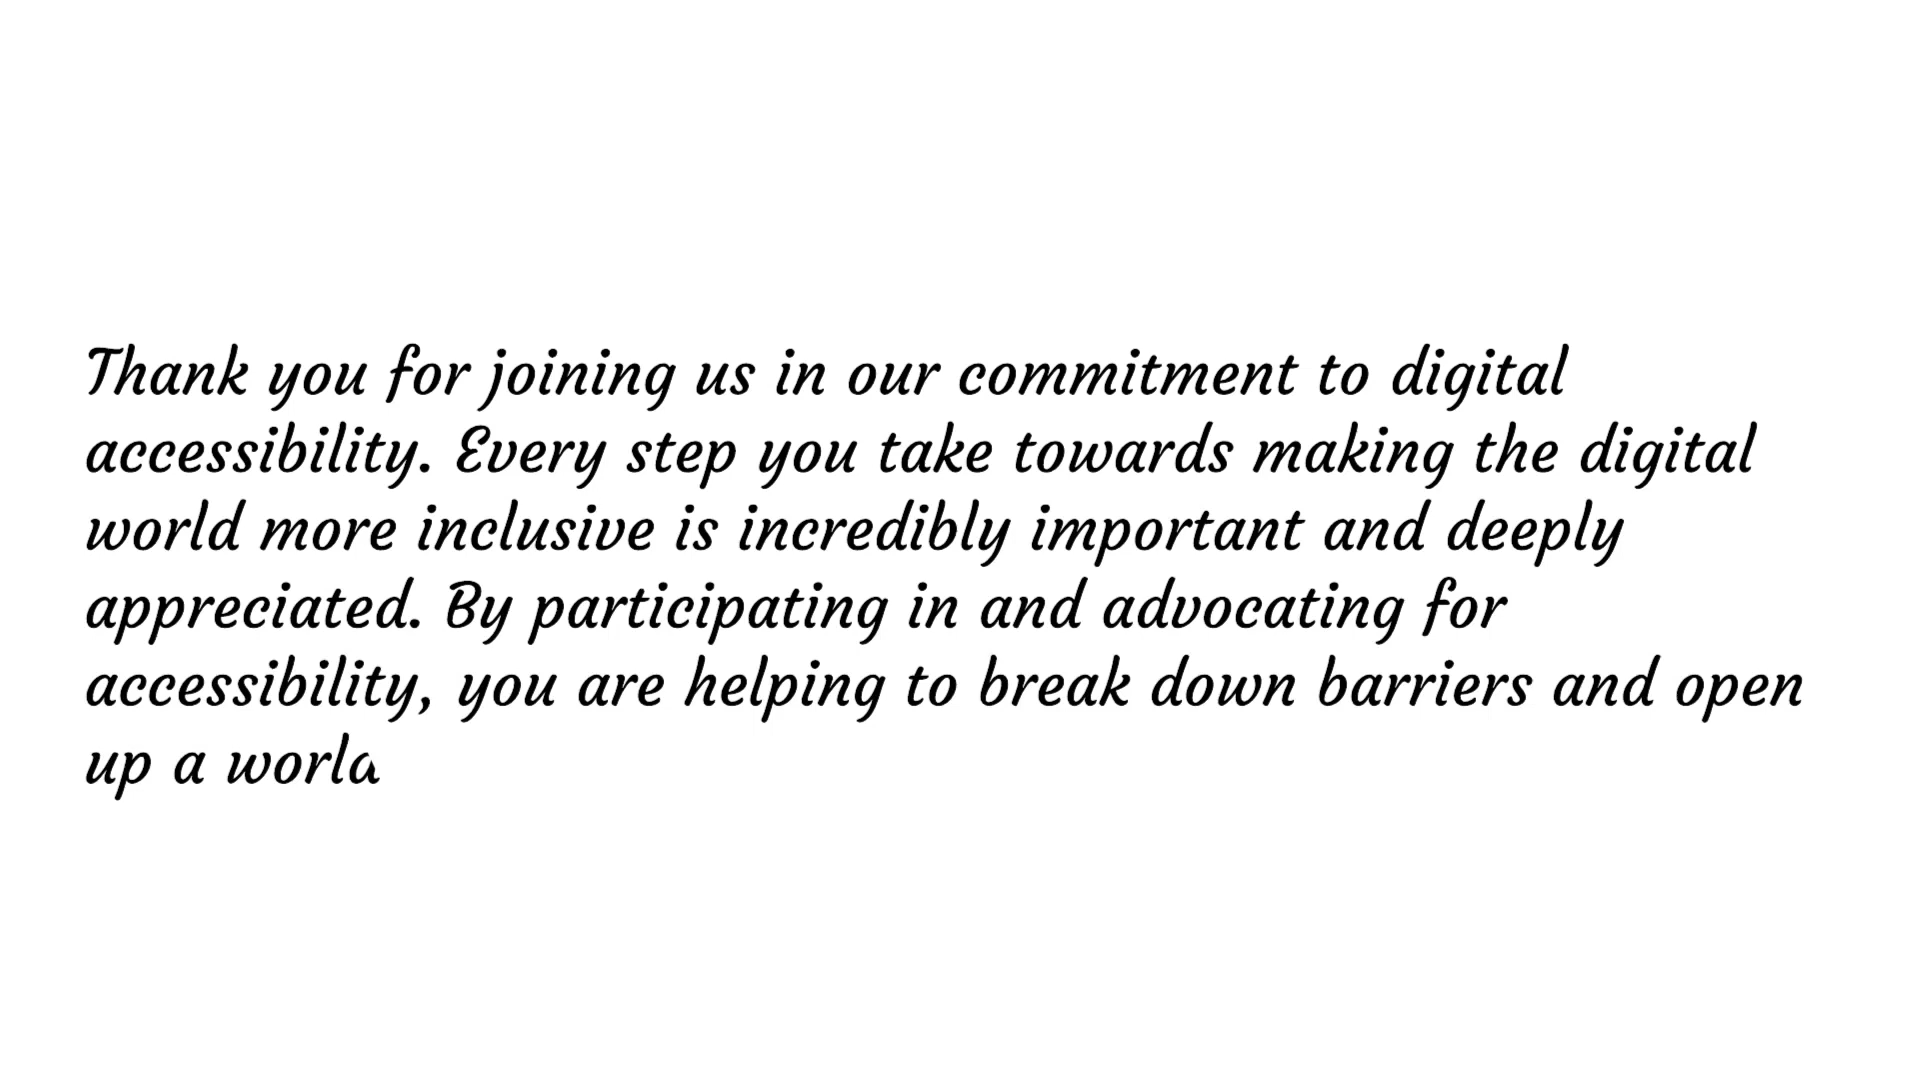 Thank you for joining us in our commitment to digital
accessibility. Every step you take towards making the digital
world more inclusive is incredibly important and deeply
appreciated. By participating in and advocating for
accessibility, you are helping to break down barriers and open
up a